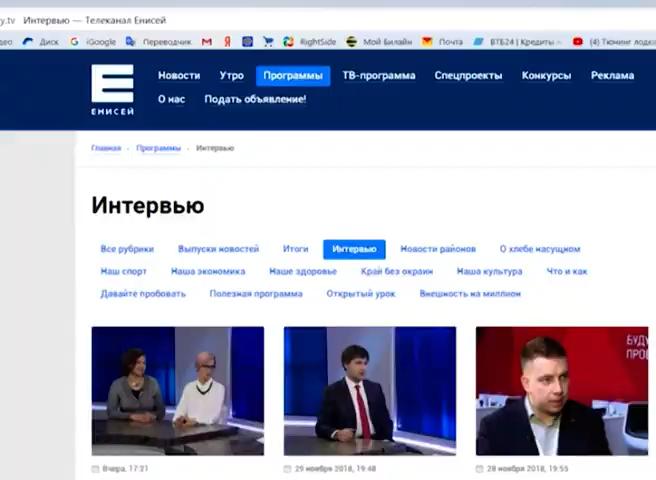 y.tv Интервью — Телеканал Енисей
део Диск iGoogle Переводчик RightSide Мой Билайн Почта ВТБ24 | Кредиты (4) Тюнинг лодк
Новости Утро Программы ТВ-программа Спецпроекты Конкурсы Реклама
О нас Подать объявление!
ЕНИСЕЙ
Главная - Программы - Интервью
Интервью
Все рубрики Выпуски новостей Итоги Интервью Новости районов О хлебе насущном
Наш спорт Наша экономика Наше здоровье Край без окраин Наша культура Что и как
Давайте пробовать Полезная программа Открытый урок Внешность на миллион
БУДУ
ПРО
Вчера, 17:21 29 ноября 2018, 19:48 28 ноября 2018, 19:55